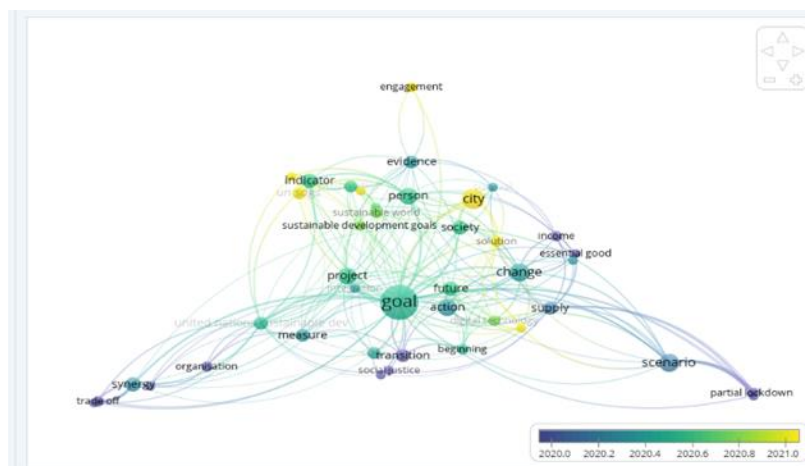 engagement
evidence
indicator
person
city
sustainable world
sustainable development goals
society
solution
income
essential good
project
change
goal
future
action
supply
digital technology
measure
transition
beginning
organisation
social justice
scenario
synergy
trade off
partial lockdown
2020.0 2020.2 2020.4 2020.6 2020.8 2021.0